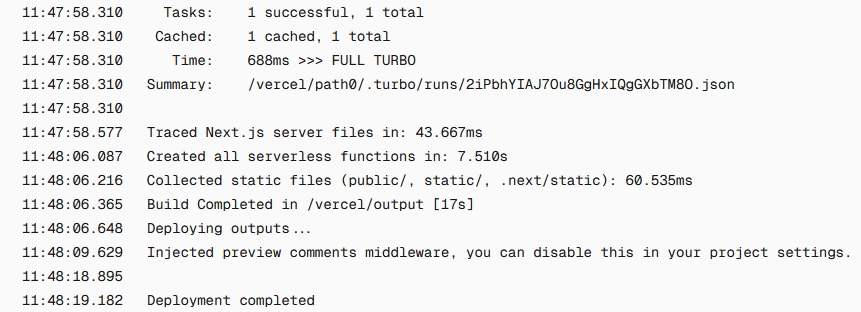 11:47:58.310 Tasks: 1 successful, 1 total
11:47:58.310 Cached: 1 cached, 1 total
11:47:58.310 Time: 688ms >>> FULL TURBO
11:47:58.310 Summary: /vercel/path0/.turbo/runs/2iPbhYIAJ7Ou8GgHxIQgGXbTM8O.json
11:47:58.310
11:47:58.577 Traced Next.js server files in: 43.667ms
11:48:06.087 Created all serverless functions in: 7.510s
11:48:06.216 Collected static files (public/, static/, .next/static): 60.535ms
11:48:06.365 Build Completed in /vercel/output [17s]
11:48:06.648 Deploying outputs...
11:48:09.629 Injected preview comments middleware, you can disable this in your project settings.
11:48:18.895
11:48:19.182 Deployment completed